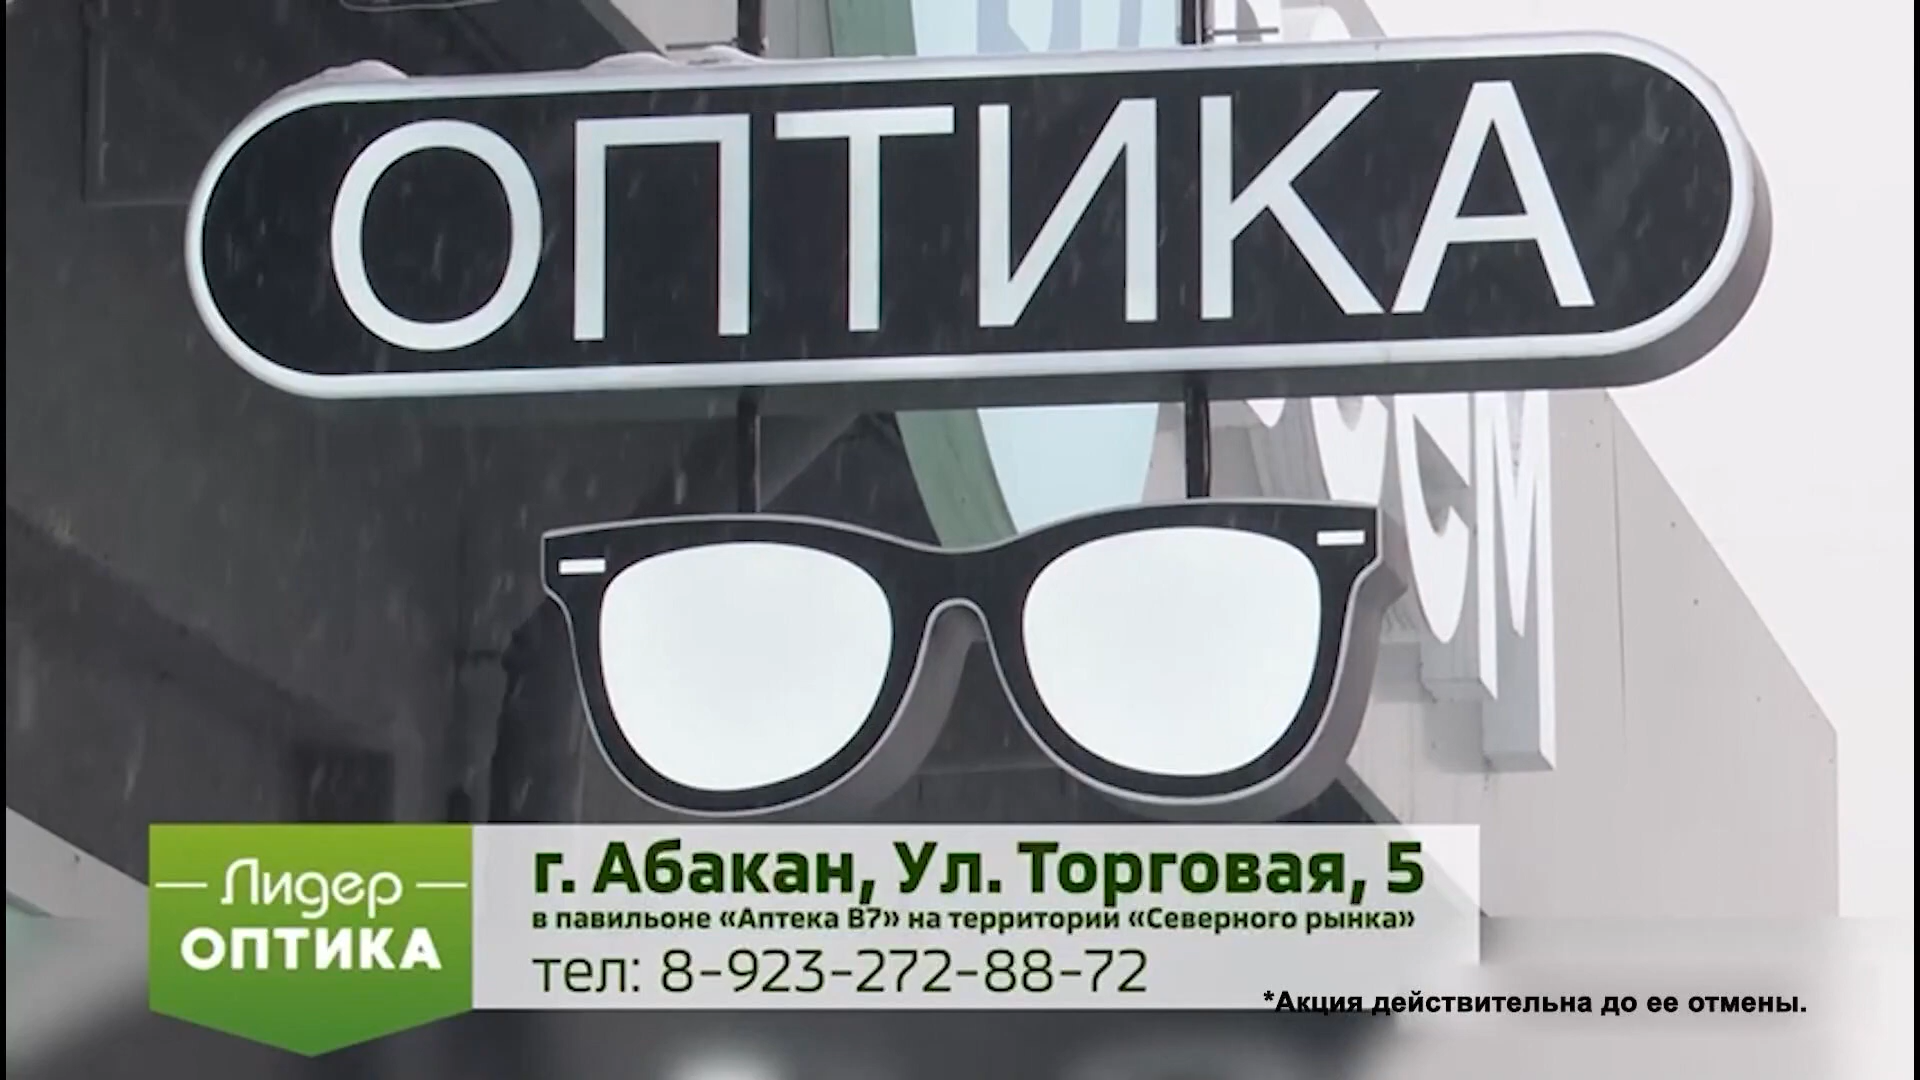 ОПТИКА
Лидер
ОПТИКА
г. Абакан, Ул. Торговая, 5
в павильоне «Аптека В7» на территории «Северного рынка»
тел: 8-923-272-88-72
*Акция действительна до ее отмены.